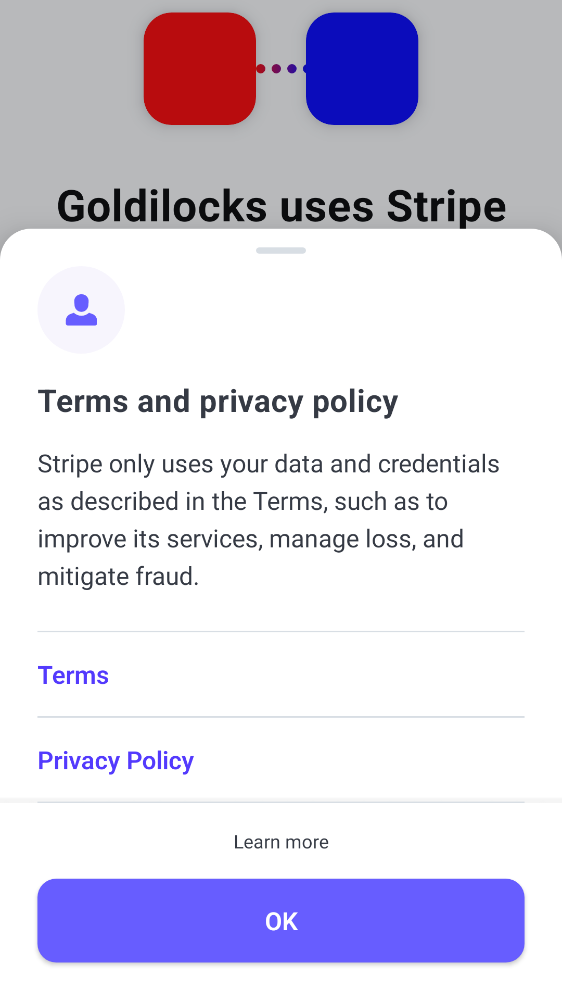 Goldilocks uses Stripe
Terms and privacy policy
Stripe only uses your data and credentials
as described in the Terms, such as to
improve its services, manage loss, and
mitigate fraud.
Terms
Privacy Policy
Learn more
OK